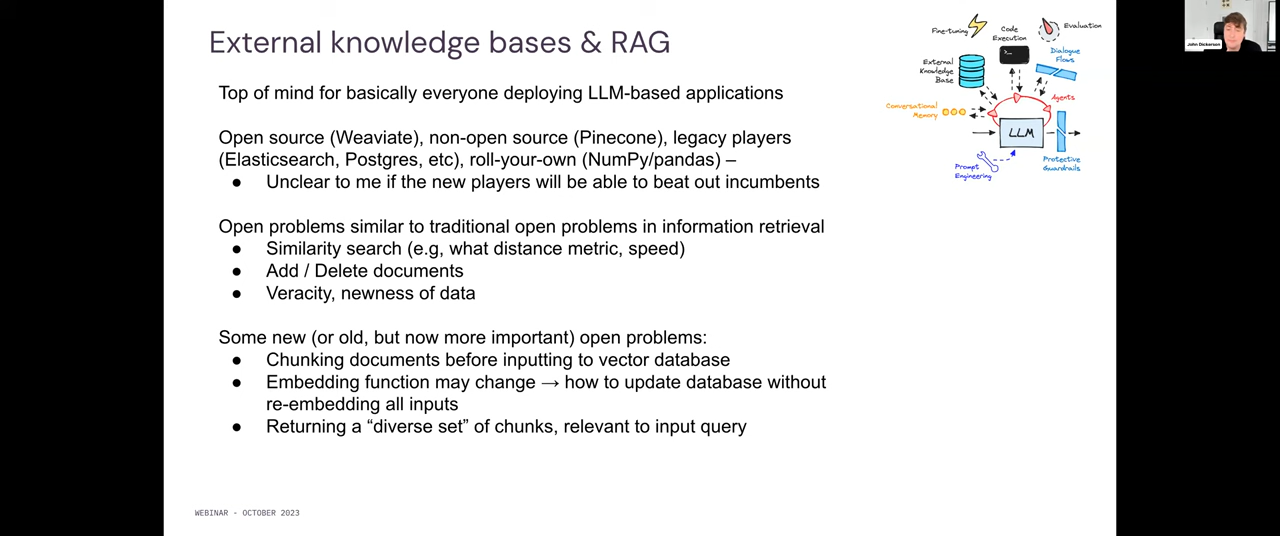 External knowledge bases & RAG
Top of mind for basically everyone deploying LLM-based applications
Open source (Weaviate), non-open source (Pinecone), legacy players
(Elasticsearch, Postgres, etc), roll-your-own (NumPy/pandas) –
● Unclear to me if the new players will be able to beat out incumbents
Open problems similar to traditional open problems in information retrieval
● Similarity search (e.g, what distance metric, speed)
● Add / Delete documents
● Veracity, newness of data
Some new (or old, but now more important) open problems:
● Chunking documents before inputting to vector database
● Embedding function may change → how to update database without
re-embedding all inputs
● Returning a “diverse set” of chunks, relevant to input query
WEBINAR - OCTOBER 2023
Fine-tuning
Code
Execution
Evaluation
Dialogue
Flows
External
Knowledge
Base
Agents
Conversational
Memory
LLM
Prompt
Engineering
Protective
Guardrails
John Dickerson